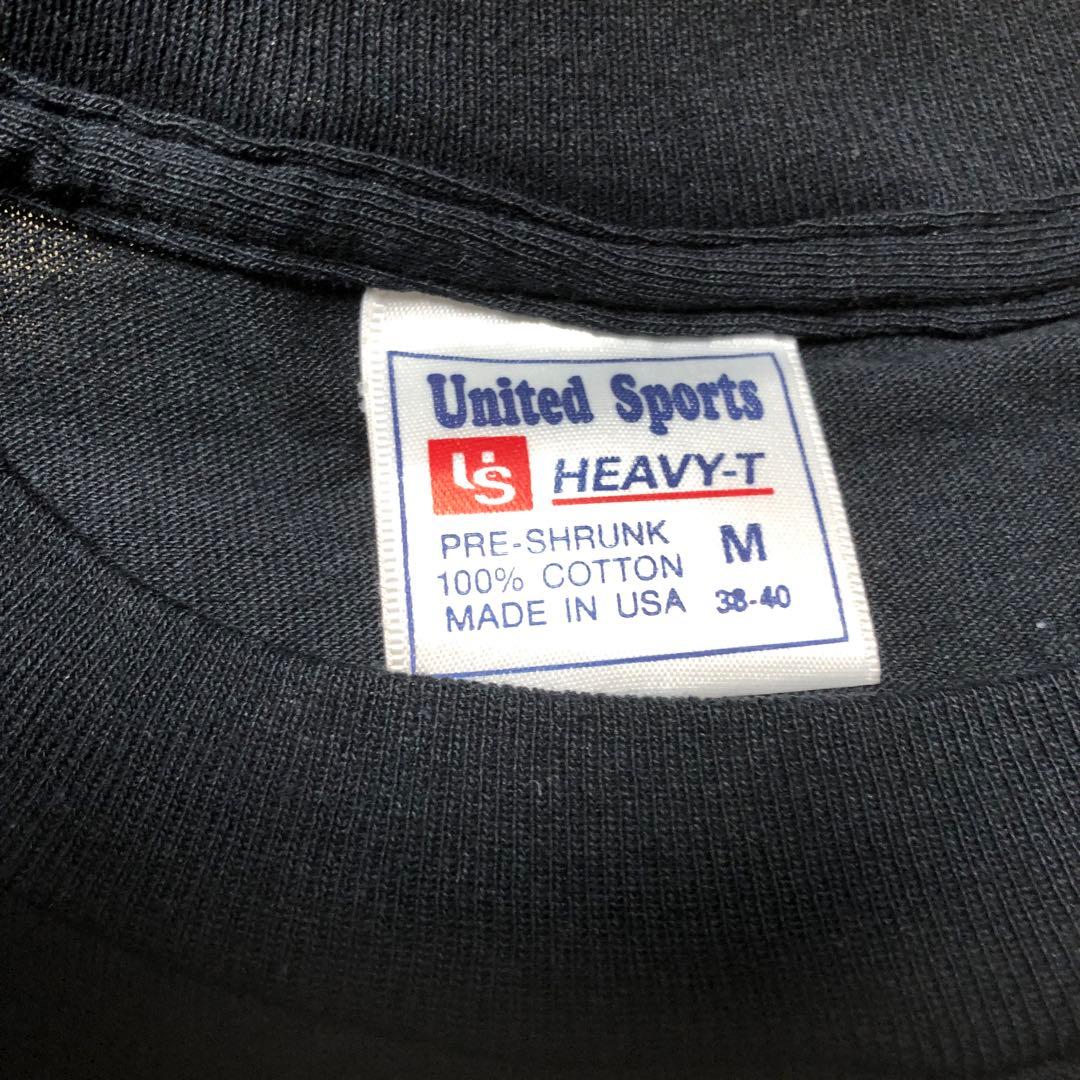 United Sports
US HEAVY-T
PRE-SHRUNK M
100% COTTON
MADE IN USA 38-40